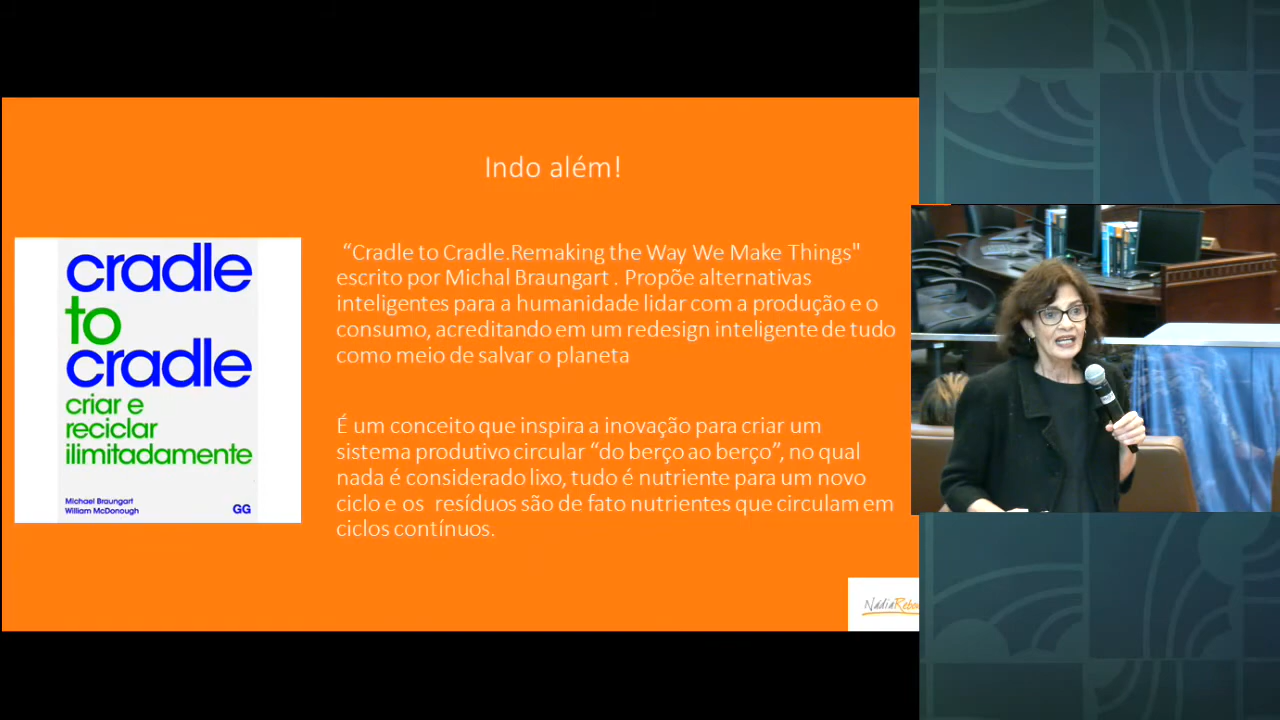 Indo além!
cradle
to
cradle
criar e
reciclar
ilimitadamente
Michael Braungart
William McDonough
GG
“Cradle to Cradle.Remaking the Way We Make Things"
escrito por Michal Braungart . Propõe alternativas
inteligentes para a humanidade lidar com a produção e o
consumo, acreditando em um redesign inteligente de tudo
como meio de salvar o planeta
É um conceito que inspira a inovação para criar um
sistema produtivo circular “do berço ao berço”, no qual
nada é considerado lixo, tudo é nutriente para um novo
ciclo e os  resíduos são de fato nutrientes que circulam em
ciclos contínuos.
Nádia